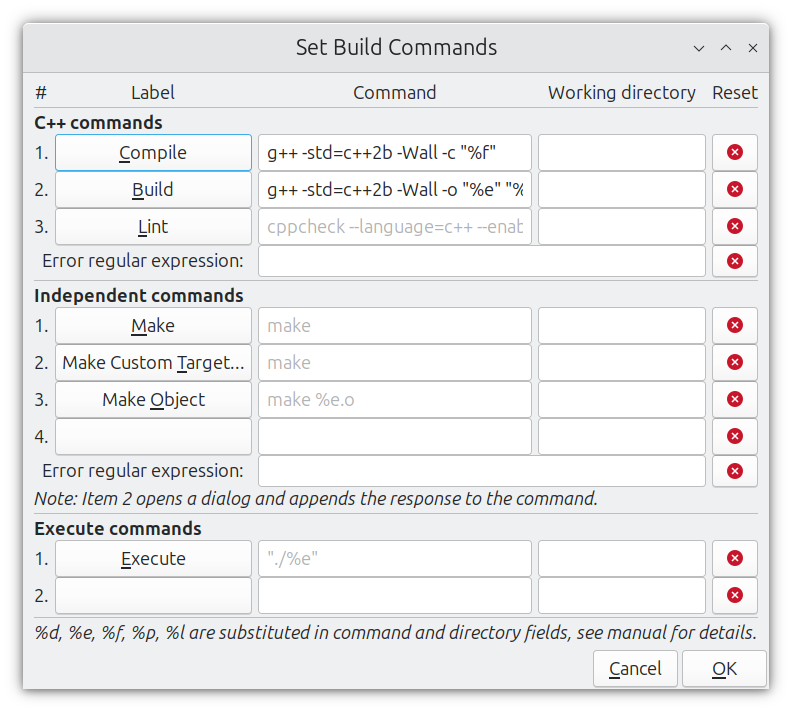 Set Build Commands
# Label Command Working directory Reset
C++ commands
1. Compile g++ -std=c++2b -Wall -c "%f"
2. Build g++ -std=c++2b -Wall -o "%e" "%
3. Lint cppcheck --language=c++ --enab
Error regular expression:
Independent commands
1. Make make
2. Make Custom Target... make
3. Make Object make %e.o
4.
Error regular expression:
Note: Item 2 opens a dialog and appends the response to the command.
Execute commands
1. Execute "./%e"
2.
%d, %e, %f, %p, %l are substituted in command and directory fields, see manual for details.
Cancel OK